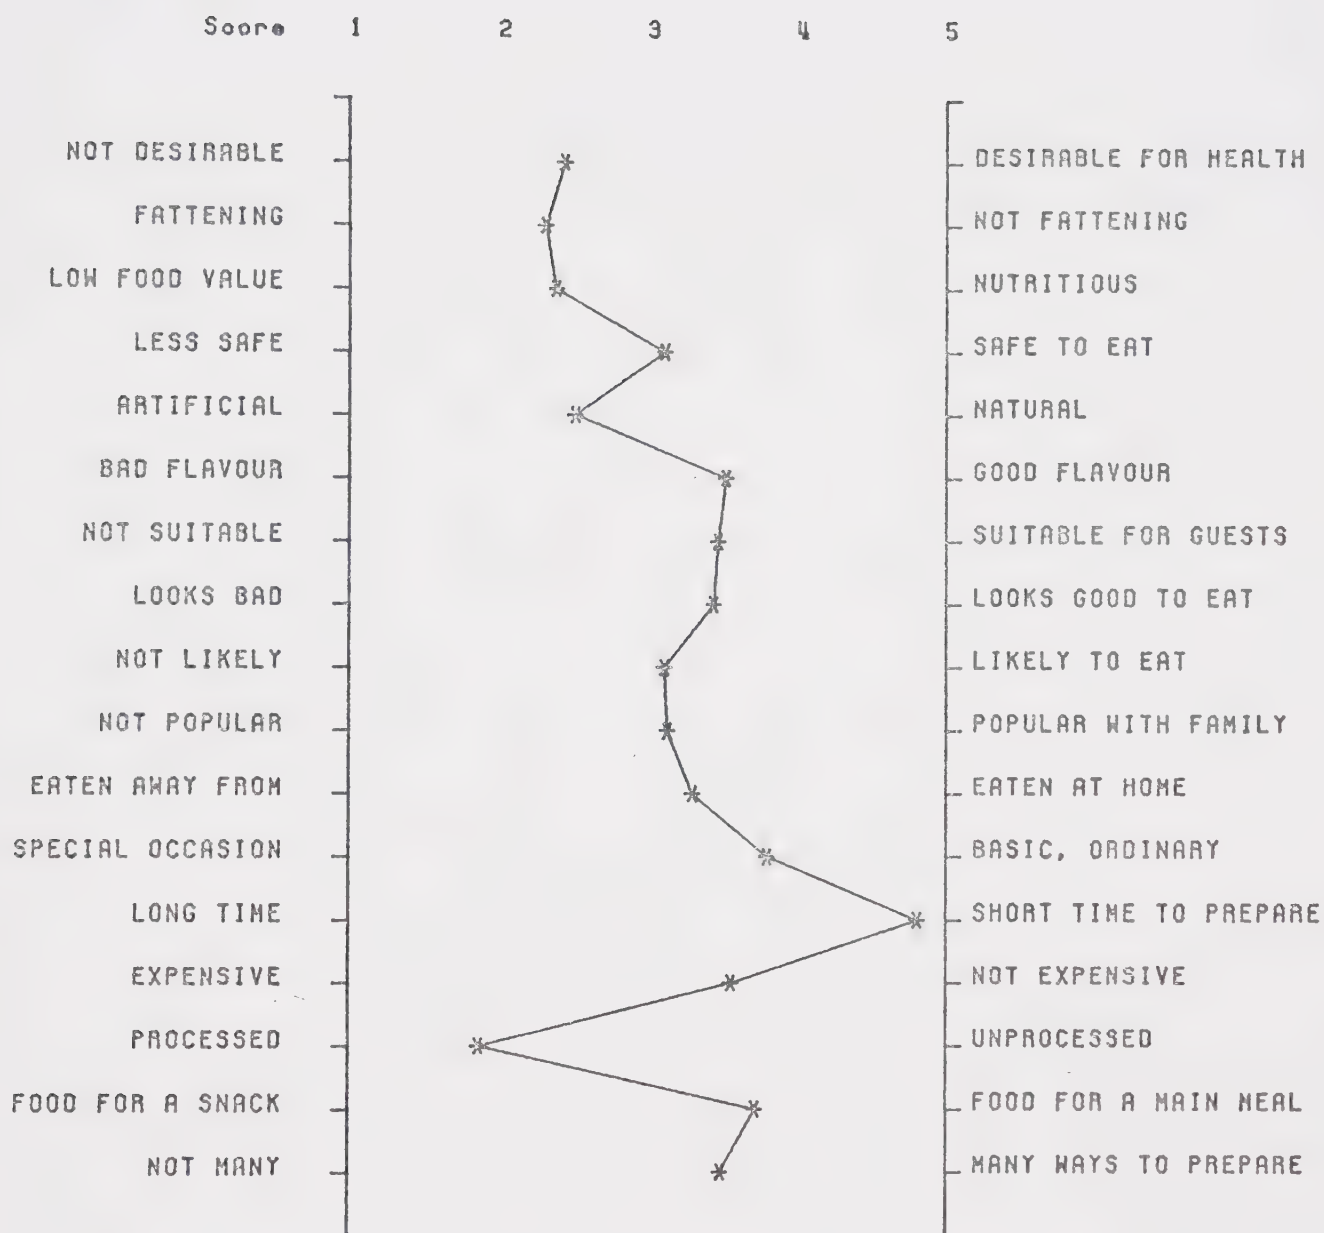 Score 1 2 3 4 5
NOT DESIRABLE DESIRABLE FOR HEALTH
FATTENING NOT FATTENING
LOW FOOD VALUE NUTRITIOUS
LESS SAFE SAFE TO EAT
ARTIFICIAL NATURAL
BAD FLAVOUR GOOD FLAVOUR
NOT SUITABLE SUITABLE FOR GUESTS
LOOKS BAD LOOKS GOOD TO EAT
NOT LIKELY LIKELY TO EAT
NOT POPULAR POPULAR WITH FAMILY
EATEN AWAY FROM EATEN AT HOME
SPECIAL OCCASION BASIC, ORDINARY
LONG TIME SHORT TIME TO PREPARE
EXPENSIVE NOT EXPENSIVE
PROCESSED UNPROCESSED
FOOD FOR A SNACK FOOD FOR A MAIN MEAL
NOT MANY MANY WAYS TO PREPARE